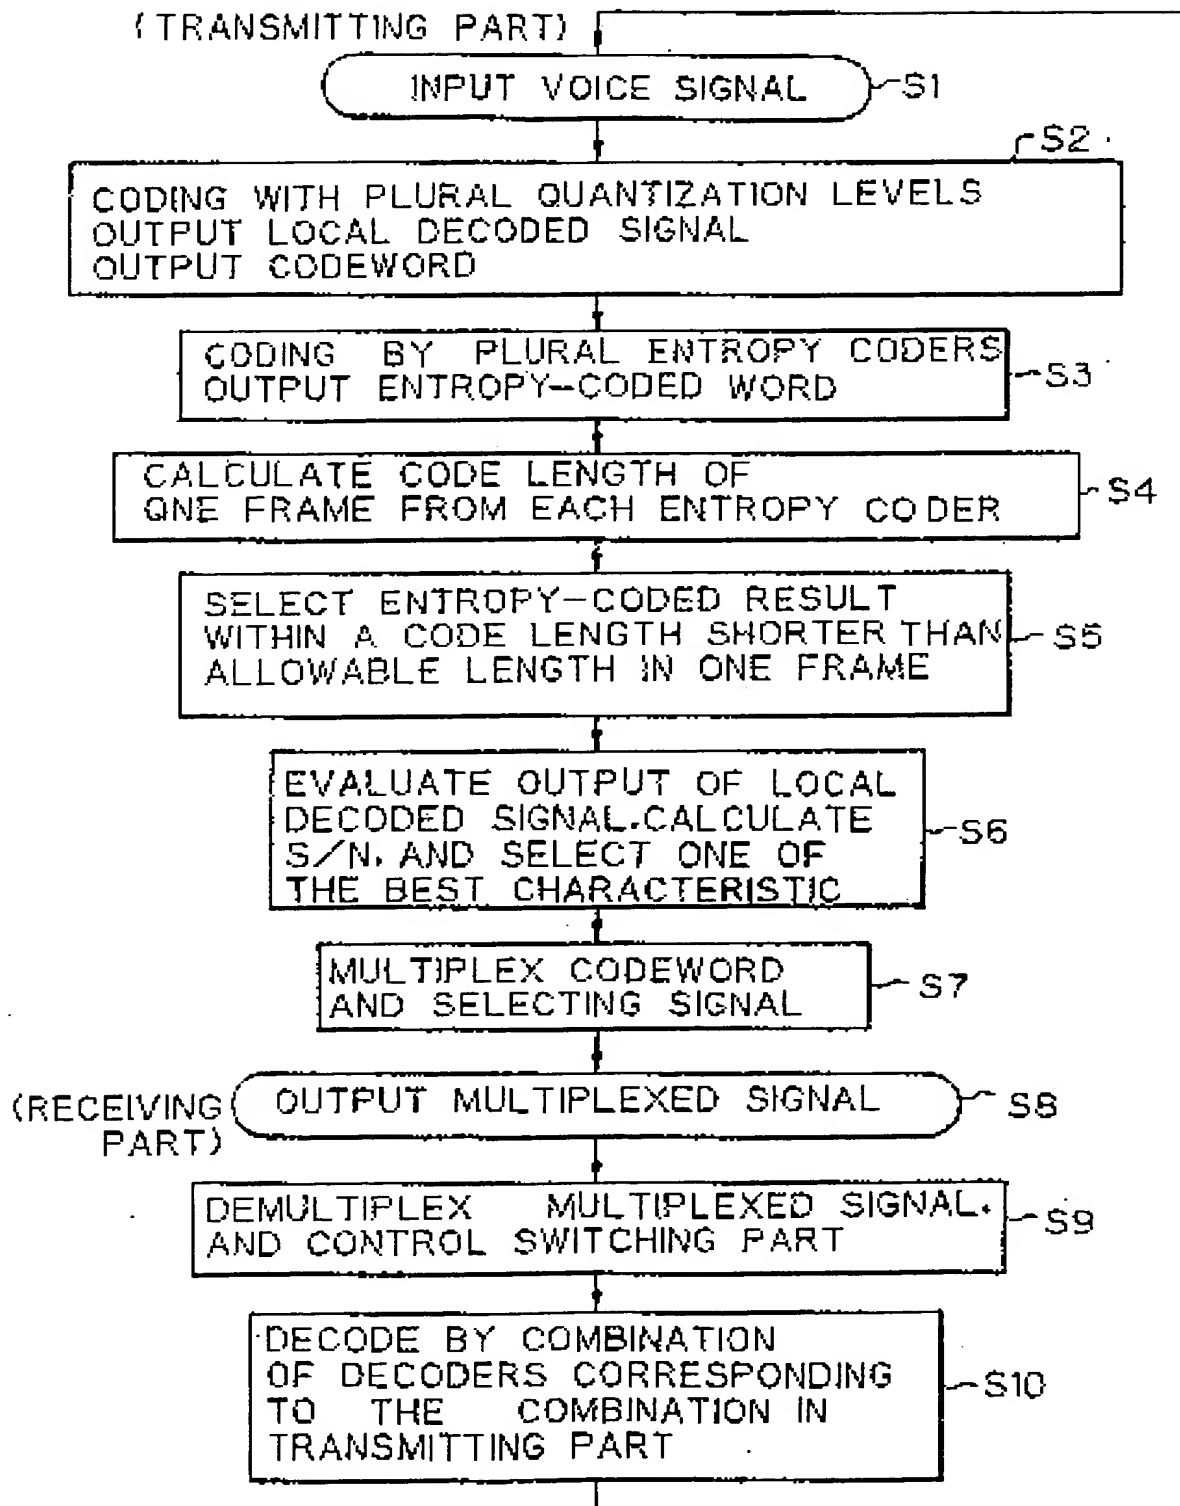 (TRANSMITTING PART)
INPUT VOICE SIGNAL
S1
S2
CODING WITH PLURAL QUANTIZATION LEVELS
OUTPUT LOCAL DECODED SIGNAL
OUTPUT CODEWORD
CODING BY PLURAL ENTROPY CODERS
OUTPUT ENTROPY-CODED WORD
S3
CALCULATE CODE LENGTH OF
ONE FRAME FROM EACH ENTROPY CODER
S4
SELECT ENTROPY-CODED RESULT
WITHIN A CODE LENGTH SHORTER THAN
ALLOWABLE LENGTH IN ONE FRAME
S5
EVALUATE OUTPUT OF LOCAL
DECODED SIGNAL.CALCULATE
S/N. AND SELECT ONE OF
THE BEST CHARACTERISTIC
S6
MULTIPLEX CODEWORD
AND SELECTING SIGNAL
S7
(RECEIVING
PART)
OUTPUT MULTIPLEXED SIGNAL
S8
DEMULTIPLEX MULTIPLEXED SIGNAL.
AND CONTROL SWITCHING PART
S9
DECODE BY COMBINATION
OF DECODERS CORRESPONDING
TO THE COMBINATION IN
TRANSMITTING PART
S10